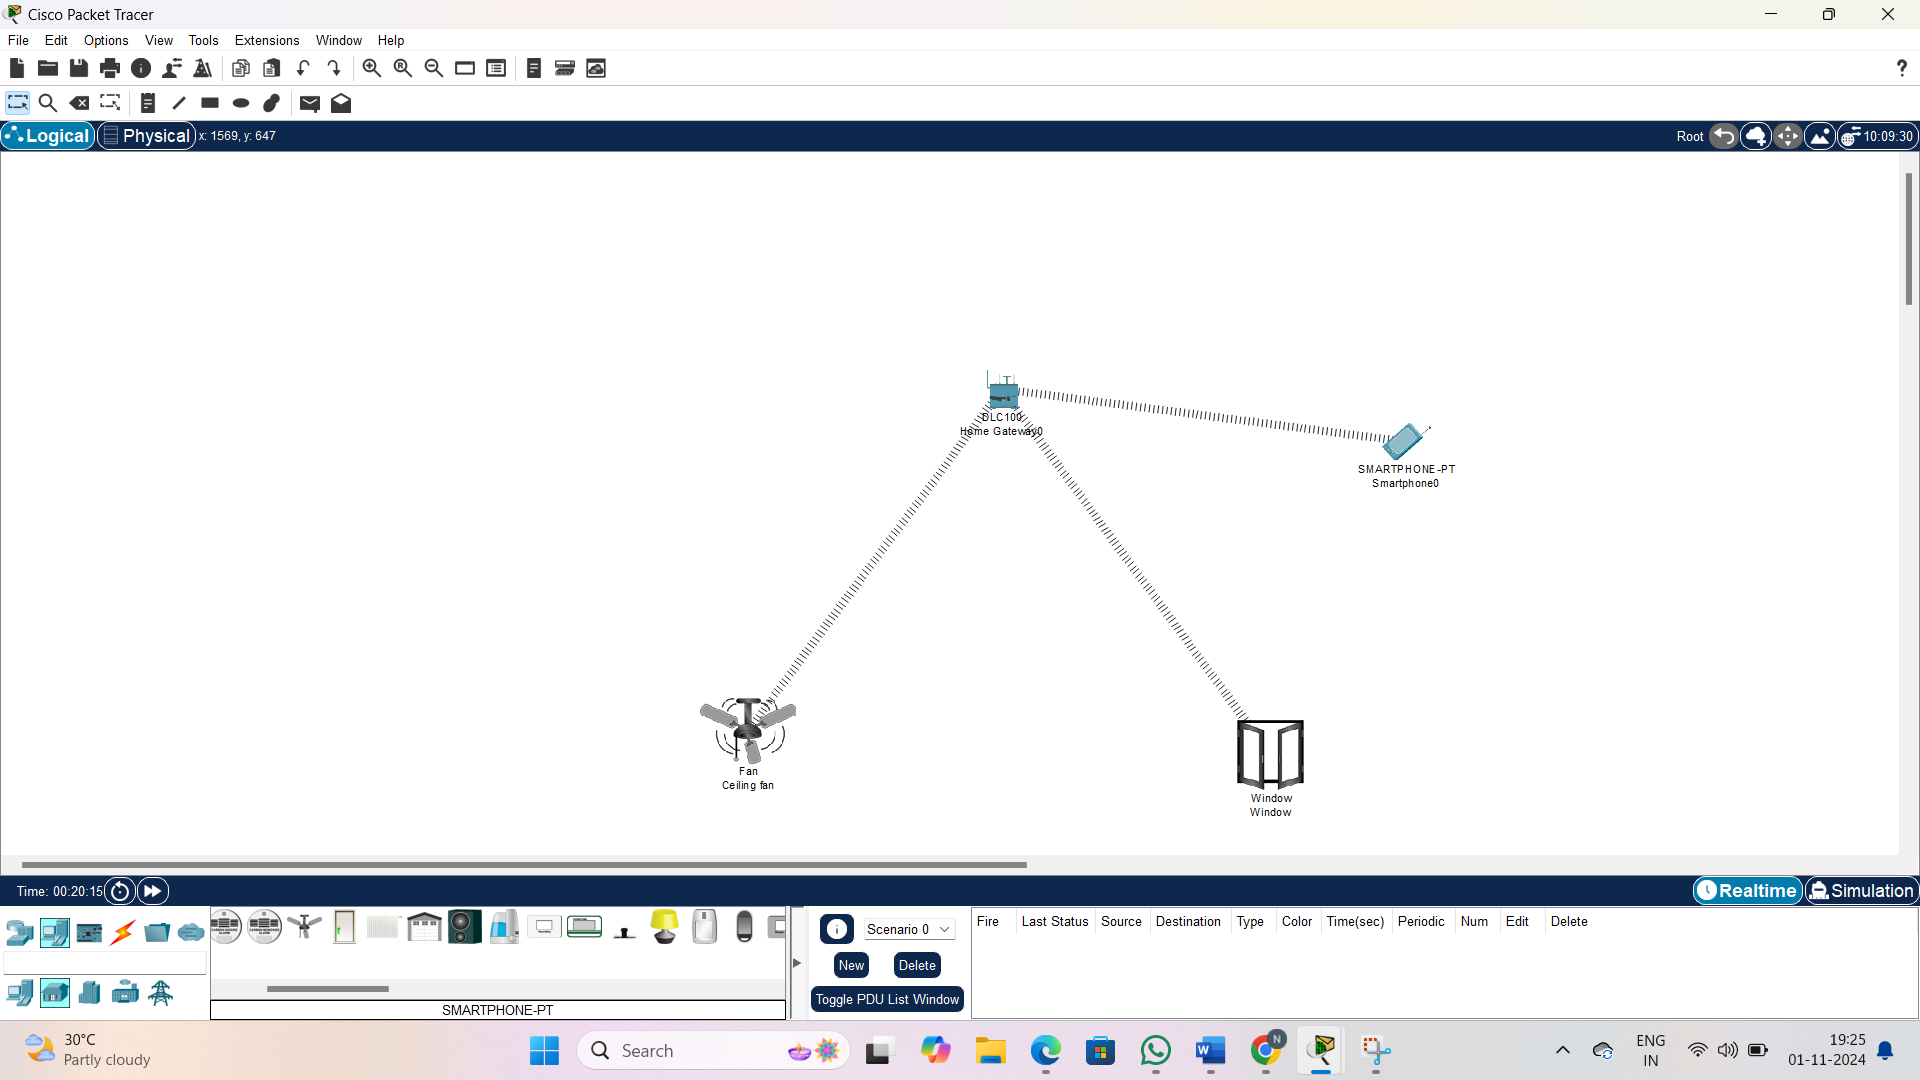 Cisco Packet Tracer
File Edit Options View Tools Extensions Window Help
?
Logical Physical x: 1569, y: 647 Root 10:09:30
DLC100
Home Gateway0
SMARTPHONE-PT
Smartphone0
Fan
Ceiling fan
Window
Window
Time: 00:20:15 Realtime Simulation
Scenario 0
New Delete
Toggle PDU List Window
Fire Last Status Source Destination Type Color Time(sec) Periodic Num Edit Delete
SMARTPHONE-PT
30°C
Partly cloudy
Search
N
ENG
IN
19:25
01-11-2024